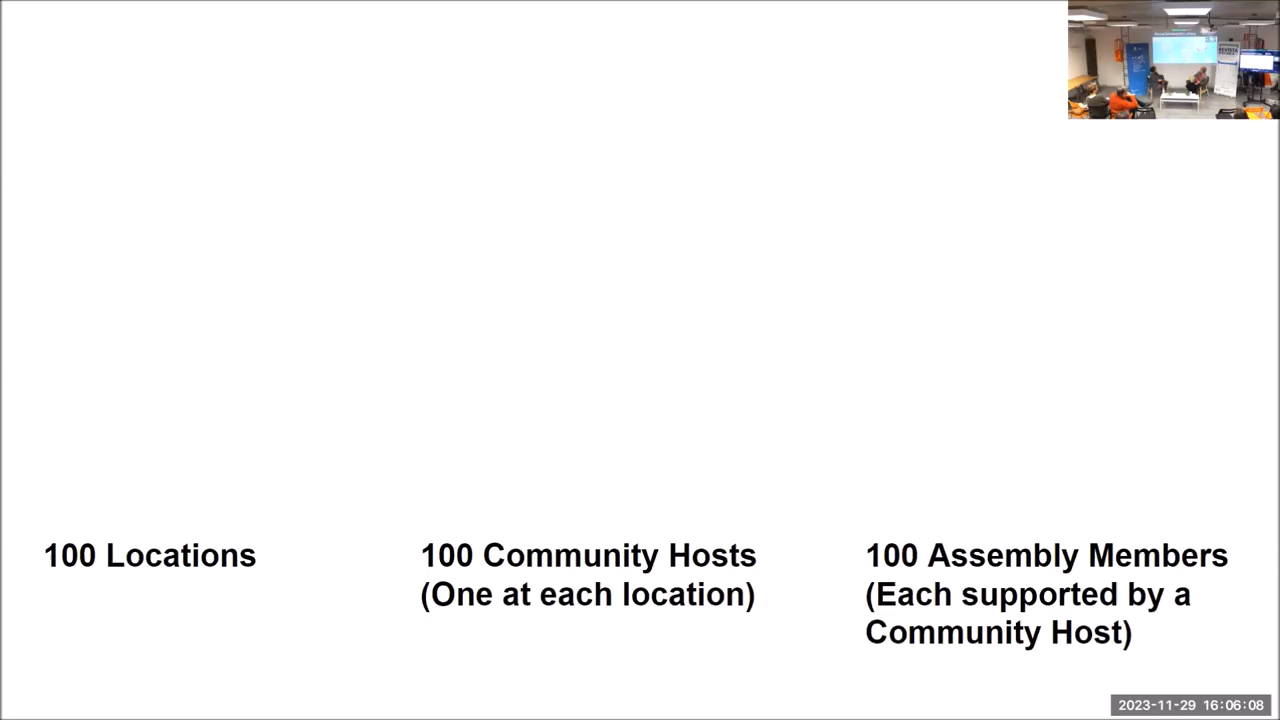 REVISTA
100 Locations
100 Community Hosts
(One at each location)
100 Assembly Members
(Each supported by a
Community Host)
2023-11-29 16:06:08